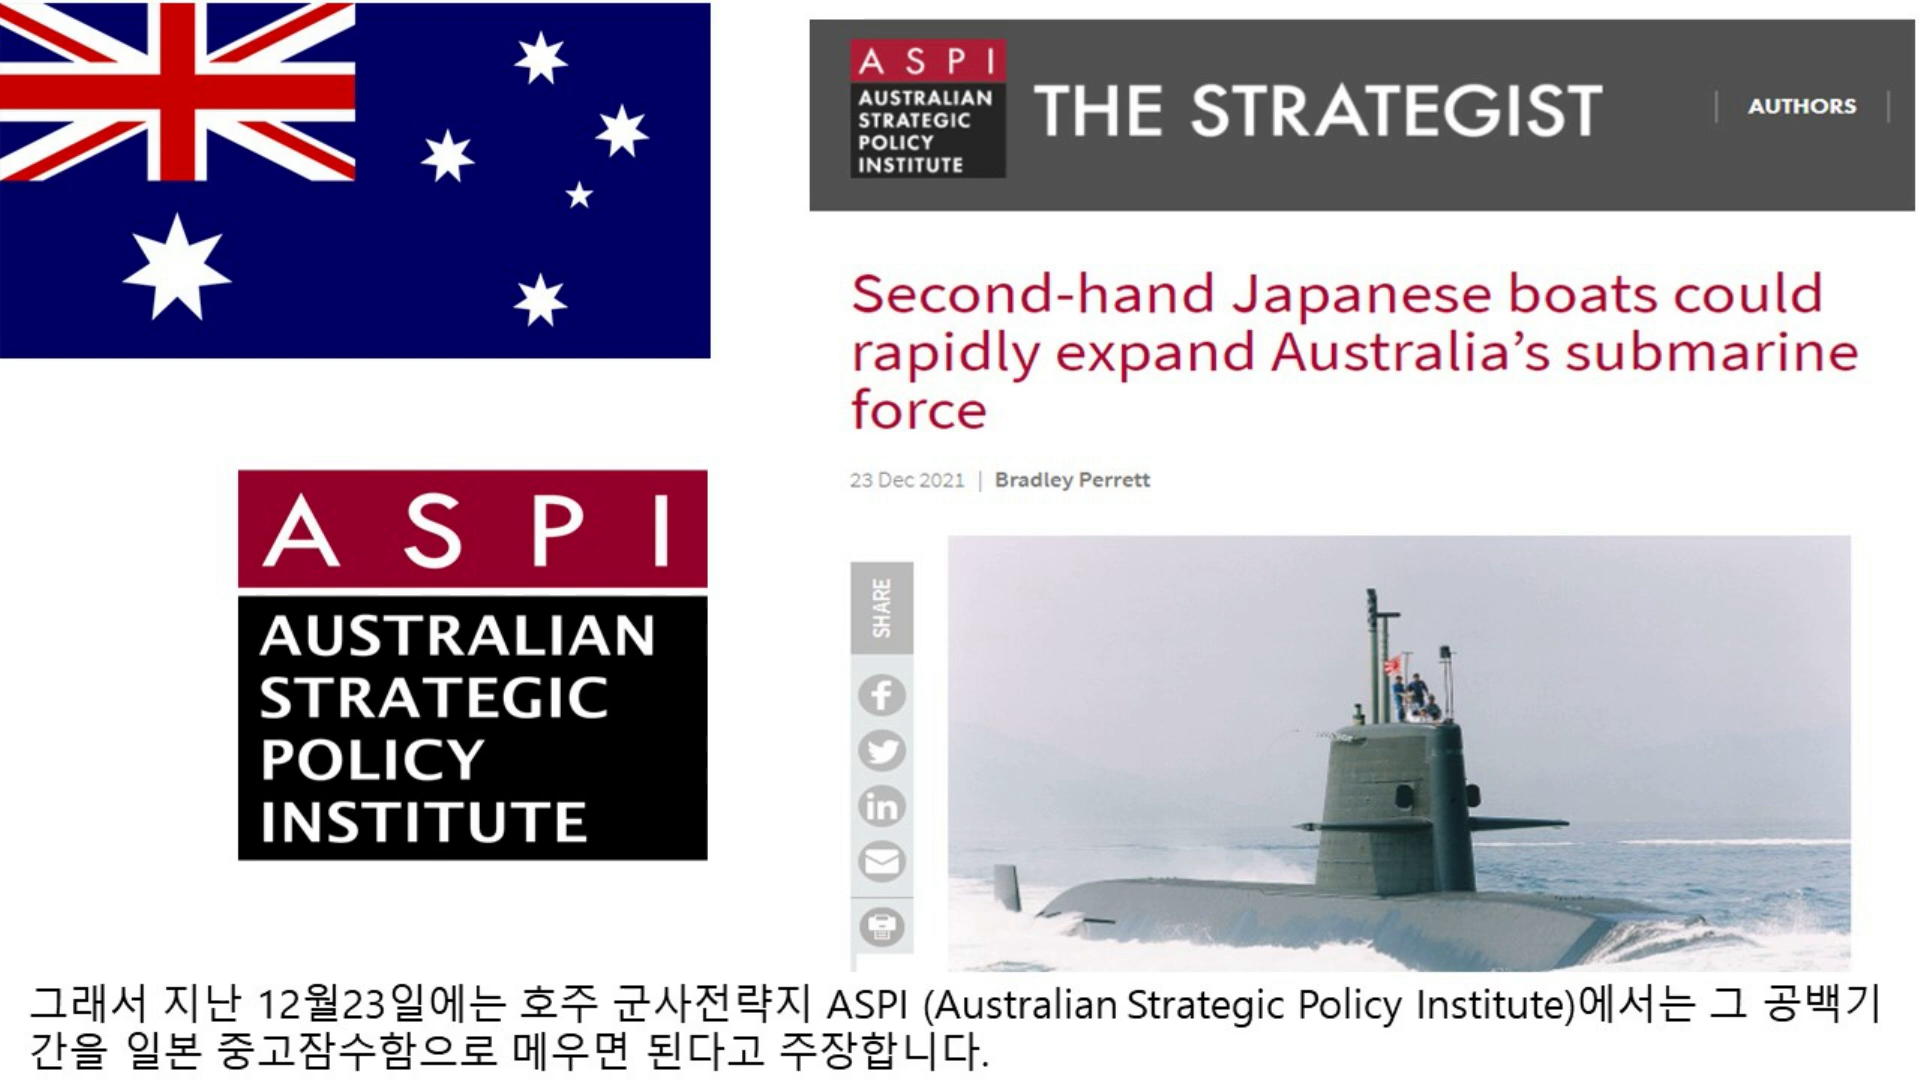 A S P I
AUSTRALIAN
STRATEGIC
POLICY
INSTITUTE
THE STRATEGIST
AUTHORS
Second-hand Japanese boats could
rapidly expand Australia’s submarine
force
23 Dec 2021 | Bradley Perrett
SHARE
A S P I
AUSTRALIAN
STRATEGIC
POLICY
INSTITUTE
그래서 지난 12월23일에는 호주 군사전략지 ASPI (Australian Strategic Policy Institute)에서는 그 공백기
간을 일본 중고잠수함으로 메우면 된다고 주장합니다.